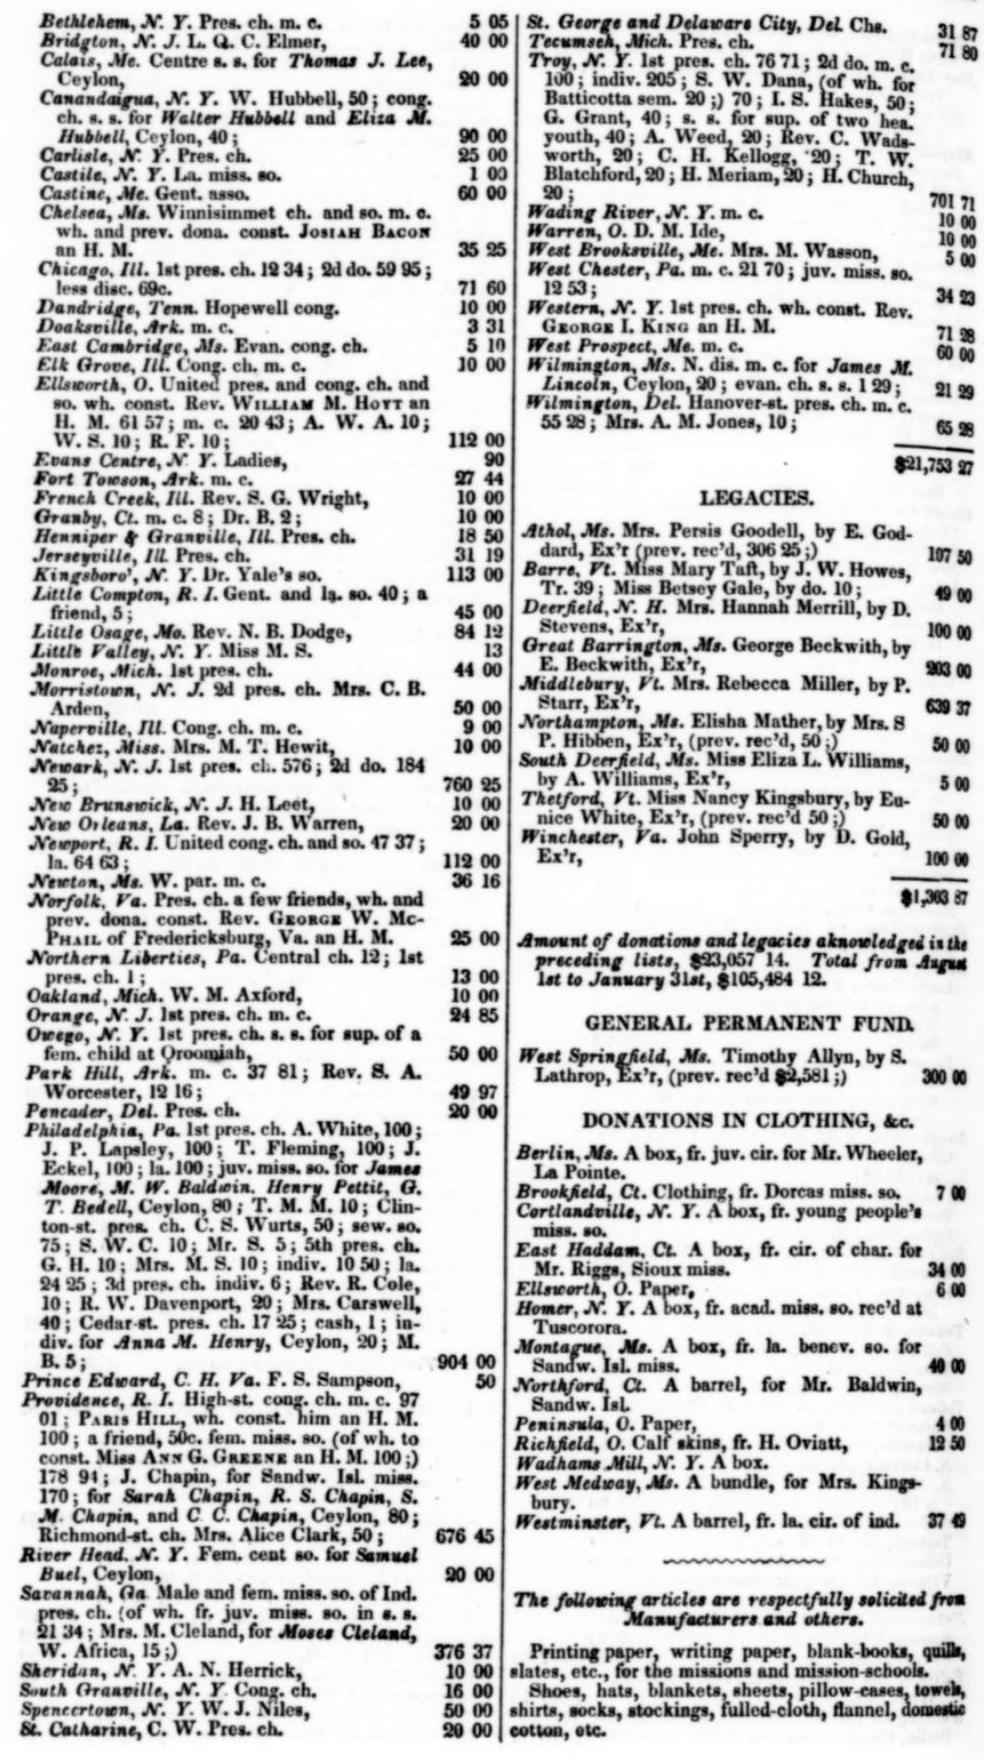 Bethlehem, N. Y. Pres. ch. m. c. 5 05
Bridgton, N. J. L. Q. C. Elmer, 40 00
Calais, Me. Centre s. s. for Thomas J. Lee,
Ceylon, 20 00
Canandaigua, N. Y. W. Hubbell, 50; cong.
ch. s. s. for Walter Hubbell and Eliza M.
Hubbell, Ceylon, 40; 90 00
Carlisle, N. Y. Pres. ch. 25 00
Castile, N. Y. La. miss. so. 1 00
Castine, Me. Gent. asso. 60 00
Chelsea, Ms. Winnisimmet ch. and so. m. c.
wh. and prev. dona. const. JOSIAH BACON
an H. M. 35 25
Chicago, Ill. 1st pres. ch. 12 34; 2d do. 59 95;
less disc. 69c. 71 60
Dandridge, Tenn. Hopewell cong. 10 00
Doaksville, Ark. m. c. 3 31
East Cambridge, Ms. Evan. cong. ch. 5 10
Elk Grove, Ill. Cong. ch. m. c. 10 00
Ellsworth, O. United pres. and cong. ch. and
so. wh. const. Rev. WILLIAM M. HOYT an
H. M. 61 57; m. c. 20 43; A. W. A. 10;
W. S. 10; R. F. 10; 112 00
Evans Centre, N. Y. Ladies, 90
Fort Towson, Ark. m. c. 27 44
French Creek, Ill. Rev. S. G. Wright, 10 00
Granby, Ct. m. c. 8; Dr. B. 2; 10 00
Henniper & Granville, Ill. Pres. ch. 18 50
Jerseyville, Ill. Pres. ch. 31 19
Kingsboro', N. Y. Dr. Yale's so. 113 00
Little Compton, R. I. Gent. and la. so. 40; a
friend, 5; 45 00
Little Osage, Mo. Rev. N. B. Dodge, 84 12
Little Valley, N. Y. Miss M. S. 13
Monroe, Mich. 1st pres. ch. 44 00
Morristown, N. J. 2d pres. ch. Mrs. C. B.
Arden, 50 00
Naperville, Ill. Cong. ch. m. c. 9 00
Natchez, Miss. Mrs. M. T. Hewit, 10 00
Newark, N. J. 1st pres. ch. 576; 2d do. 184
25; 760 25
New Brunswick, N. J. H. Leet, 10 00
New Orleans, La. Rev. J. B. Warren, 20 00
Newport, R. I. United cong. ch. and so. 47 37;
la. 64 63; 112 00
Newton, Ms. W. par. m. c. 36 16
Norfolk, Va. Pres. ch. a few friends, wh. and
prev. dona. const. Rev. GEORGE W. MC-
PHAIL of Fredericksburg, Va. an H. M. 25 00
Northern Liberties, Pa. Central ch. 12; 1st
pres. ch. 1; 13 00
Oakland, Mich. W. M. Axford, 10 00
Orange, N. J. 1st pres. ch. m. c. 24 85
Owego, N. Y. 1st pres. ch. s. s. for sup. of a
fem. child at Oroomiah, 50 00
Park Hill, Ark. m. c. 37 81; Rev. S. A.
Worcester, 12 16; 49 97
Pencader, Del. Pres. ch. 20 00
Philadelphia, Pa. 1st pres. ch. A. White, 100;
J. P. Lapsley, 100; T. Fleming, 100; J.
Eckel, 100; la. 100; juv. miss. so. for James
Moore, M. W. Baldwin, Henry Pettit, G.
T. Bedell, Ceylon, 80; T. M. M. 10; Clin-
ton-st. pres. ch. C. S. Wurts, 50; sew. so.
75; S. W. C. 10; Mr. S. 5; 5th pres. ch.
G. H. 10; Mrs. M. S. 10; indiv. 10 50; la.
24 25; 3d pres. ch. indiv. 6; Rev. R. Cole,
10; R. W. Davenport, 20; Mrs. Carswell,
40; Cedar-st. pres. ch. 17 25; cash, 1; in-
div. for Anna M. Henry, Ceylon, 20; M.
B. 5; 904 00
Prince Edward, C. H. Va. F. S. Sampson, 50
Providence, R. I. High-st. cong. ch. m. c. 97
01; PARIS HILL, wh. const. him an H. M.
100; a friend, 50c. fem. miss. so. (of wh. to
const. Miss ANN G. GREENE an H. M. 100;)
178 94; J. Chapin, for Sandw. Isl. miss.
170; for Sarah Chapin, R. S. Chapin, S.
M. Chapin, and C. C. Chapin, Ceylon, 80;
Richmond-st. ch. Mrs. Alice Clark, 50; 676 45
River Head, N. Y. Fem. cent so. for Samuel
Buel, Ceylon, 20 00
Savannah, Ga. Male and fem. miss. so. of Ind.
pres. ch. (of wh. fr. juv. miss. so. in s. s.
21 34; Mrs. M. Cleland, for Moses Cleland,
W. Africa, 15;) 376 37
Sheridan, N. Y. A. N. Herrick, 10 00
South Granville, N. Y. Cong. ch. 16 00
Spencertown, N. Y. W. J. Niles, 50 00
St. Catharine, C. W. Pres. ch. 20 00
St. George and Delaware City, Del. Chs. 31 87
Tecumseh, Mich. Pres. ch. 71 80
Troy, N. Y. 1st pres. ch. 76 71; 2d do. m. c.
100; indiv. 205; S. W. Dana, (of wh. for
Batticotta sem. 20;) 70; I. S. Hakes, 50;
G. Grant, 40; s. s. for sup. of two hea.
youth, 40; A. Weed, 20; Rev. C. Wads-
worth, 20; C. H. Kellogg, 20; T. W.
Blatchford, 20; H. Meriam, 20; H. Church,
20; 701 71
Wading River, N. Y. m. c. 10 00
Warren, O. D. M. Ide, 10 00
West Brooksville, Me. Mrs. M. Wasson, 5 00
West Chester, Pa. m. c. 21 70; juv. miss. so.
12 53; 34 23
Western, N. Y. 1st pres. ch. wh. const. Rev.
GEORGE I. KING an H. M. 71 28
West Prospect, Me. m. c. 60 00
Wilmington, Ms. N. dis. m. c. for James M.
Lincoln, Ceylon, 20; evan. ch. s. s. 1 29; 21 29
Wilmington, Del. Hanover-st. pres. ch. m. c.
55 28; Mrs. A. M. Jones, 10; 65 28
$21,753 27
LEGACIES.
Athol, Ms. Mrs. Persis Goodell, by E. God-
dard, Ex'r (prev. rec'd, 306 25;) 107 50
Barre, Vt. Miss Mary Taft, by J. W. Howes,
Tr. 39; Miss Betsey Gale, by do. 10; 49 00
Deerfield, N. H. Mrs. Hannah Merrill, by D.
Stevens, Ex'r, 100 00
Great Barrington, Ms. George Beckwith, by
E. Beckwith, Ex'r, 203 00
Middlebury, Vt. Mrs. Rebecca Miller, by P.
Starr, Ex'r, 639 37
Northampton, Ms. Elisha Mather, by Mrs. S
P. Hibben, Ex'r, (prev. rec'd, 50;) 50 00
South Deerfield, Ms. Miss Eliza L. Williams,
by A. Williams, Ex'r, 5 00
Thetford, Vt. Miss Nancy Kingsbury, by Eu-
nice White, Ex'r, (prev. rec'd 50;) 50 00
Winchester, Va. John Sperry, by D. Gold,
Ex'r, 100 00
$1,303 87
Amount of donations and legacies aknowledged in the
preceding lists, $23,057 14. Total from August
1st to January 31st, $105,484 12.
GENERAL PERMANENT FUND.
West Springfield, Ms. Timothy Allyn, by S.
Lathrop, Ex'r, (prev. rec'd $2,581;) 300 00
DONATIONS IN CLOTHING, &c.
Berlin, Ms. A box, fr. juv. cir. for Mr. Wheeler,
La Pointe.
Brookfield, Ct. Clothing, fr. Dorcas miss. so. 7 00
Cortlandville, N. Y. A box, fr. young people's
miss. so.
East Haddam, Ct. A box, fr. cir. of char. for
Mr. Riggs, Sioux miss. 34 00
Ellsworth, O. Paper, 6 00
Homer, N. Y. A box, fr. acad. miss. so. rec'd at
Tuscorora.
Montague, Ms. A box, fr. la. benev. so. for
Sandw. Isl. miss. 40 00
Northford, Ct. A barrel, for Mr. Baldwin,
Sandw. Isl.
Peninsula, O. Paper, 4 00
Richfield, O. Calf skins, fr. H. Oviatt, 12 50
Wadhams Mill, N. Y. A box.
West Medway, Ms. A bundle, for Mrs. Kings-
bury.
Westminster, Vt. A barrel, fr. la. cir. of ind. 37 49
The following articles are respectfully solicited from
Manufacturers and others.
Printing paper, writing paper, blank-books, quills,
slates, etc., for the missions and mission-schools.
Shoes, hats, blankets, sheets, pillow-cases, towels,
shirts, socks, stockings, fulled-cloth, flannel, domestic
cotton, etc.